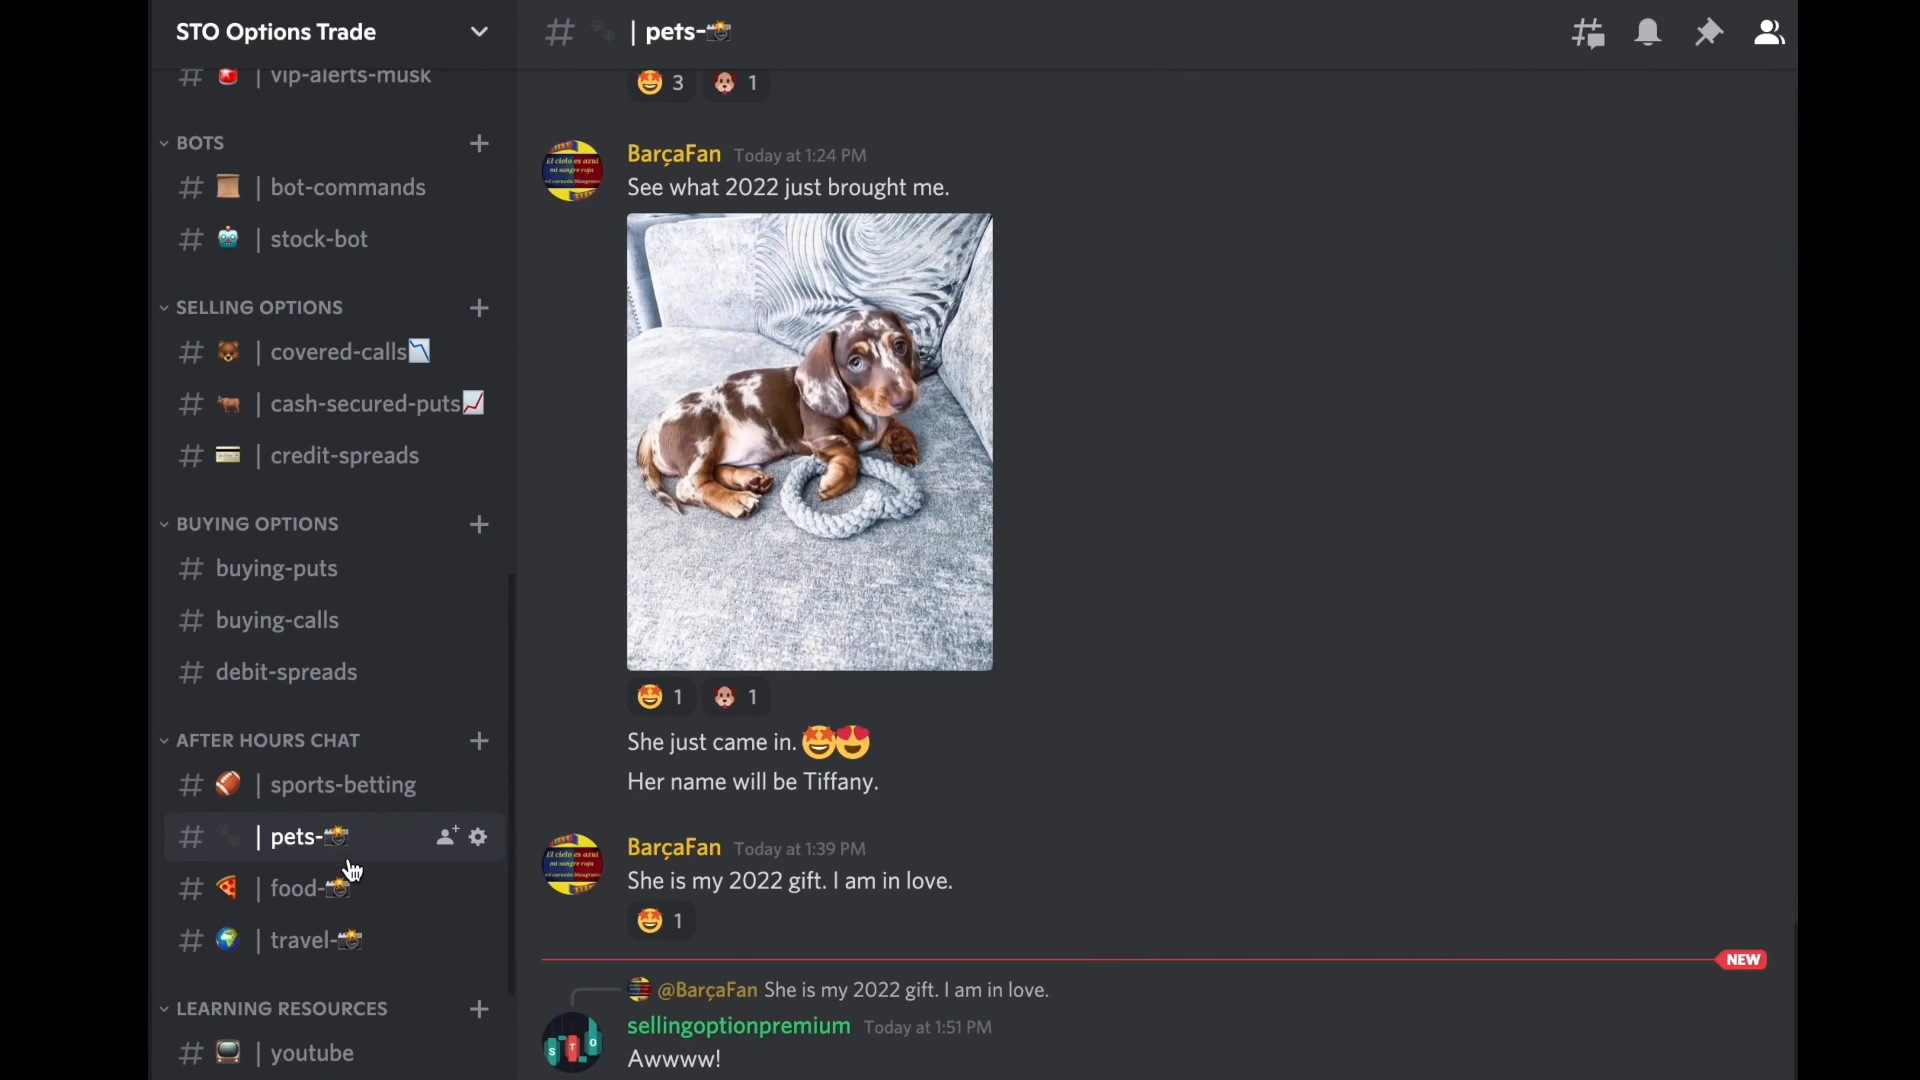 STO Options Trade
| vip-alerts-musk
BOTS
| bot-commands
| stock-bot
SELLING OPTIONS
| covered-calls
| cash-secured-puts
| credit-spreads
BUYING OPTIONS
buying-puts
buying-calls
debit-spreads
AFTER HOURS CHAT
| sports-betting
| pets-
| food-
| travel-
LEARNING RESOURCES
| youtube
| pets-
3 1
BarçaFan Today at 1:24 PM
See what 2022 just brought me.
1 1
She just came in.
Her name will be Tiffany.
BarçaFan Today at 1:39 PM
She is my 2022 gift. I am in love.
1
NEW
@BarçaFan She is my 2022 gift. I am in love.
sellingoptionpremium Today at 1:51 PM
S T O
Awwww!